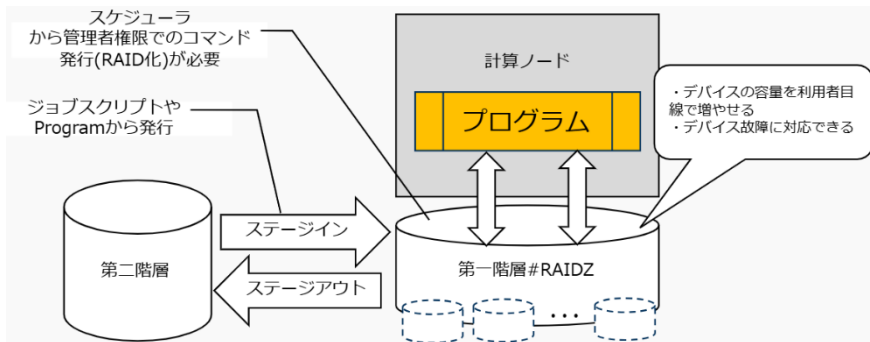 スケジューラ
から管理者権限でのコマンド
発行(RAID化)が必要
ジョブスクリプトや
Programから発行
計算ノード
プログラム
・デバイスの容量を利用者目
線で増やせる
・デバイス故障に対応できる
ステージイン
第二階層
ステージアウト
第一階層#RAIDZ
…